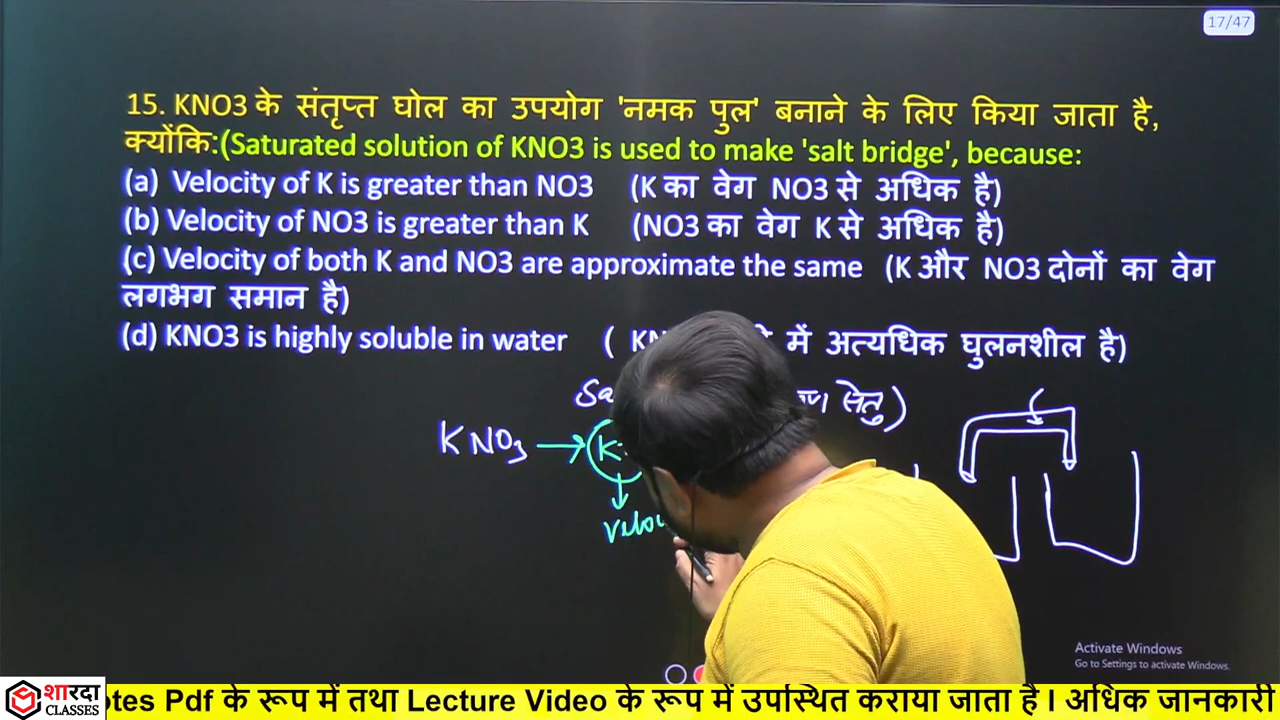 17/47
15. KNO3 के संतृप्त घोल का उपयोग 'नमक पुल' बनाने के लिए किया जाता है,
क्योंकि:(Saturated solution of KNO3 is used to make 'salt bridge', because:
(a) Velocity of K is greater than NO3 (K का वेग NO3 से अधिक है)
(b) Velocity of NO3 is greater than K (NO3 का वेग K से अधिक है)
(c) Velocity of both K and NO3 are approximate the same (K और NO3 दोनों का वेग
लगभग समान है)
(d) KNO3 is highly soluble in water ( में अत्यधिक घुलनशील है)
सेतु)
KNO3 → K
Activate Windows
Go to Settings to activate Windows.
शारदा
CLASSES
Pdf के रूप में तथा Lecture Video के रूप में उपस्थित कराया जाता है I अधिक जानकारी